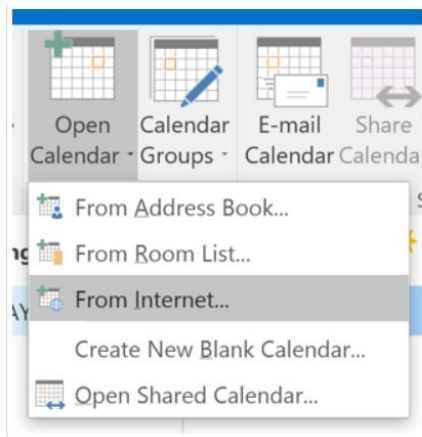 Open Calendar E-mail Share
Calendar Groups Calendar Calenda
From Address Book...
From Room List...
From Internet...
Create New Blank Calendar...
Open Shared Calendar...